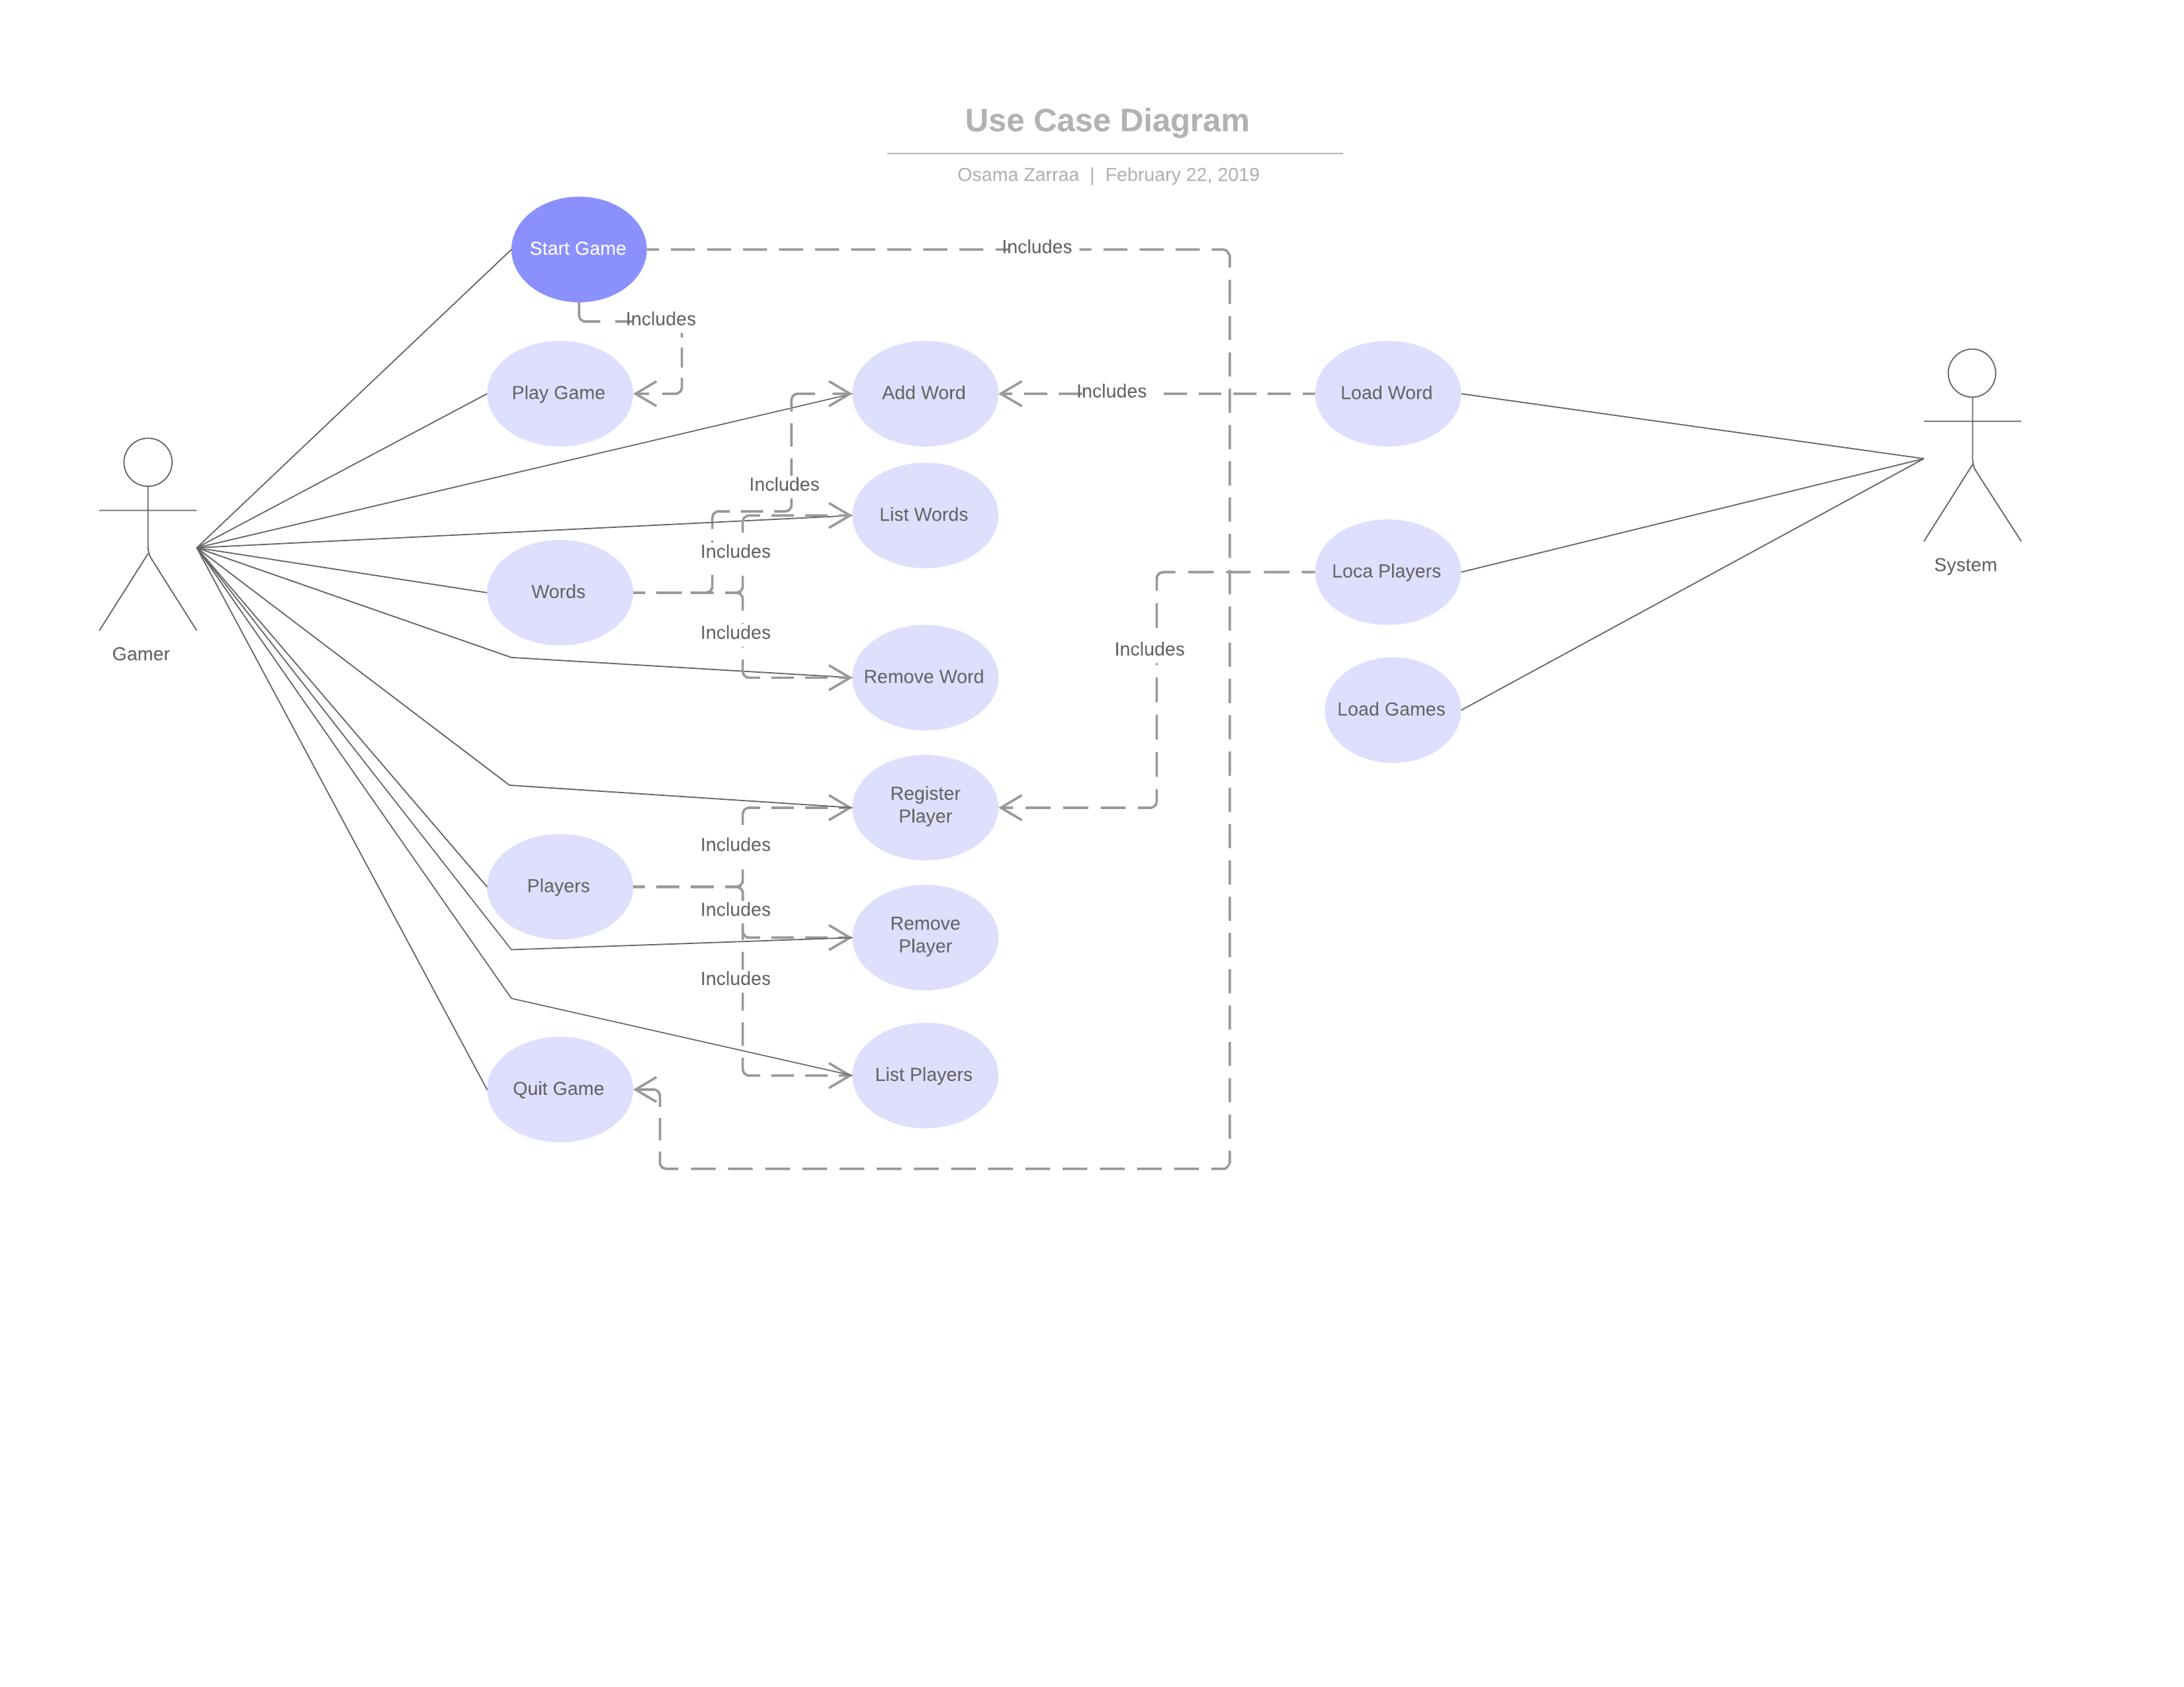 Use Case Diagram
Osama Zarraa | February 22, 2019
Start Game
Includes
Includes
Play Game
Add Word
Includes
Load Word
Includes
List Words
Includes
Words
Loca Players
System
Includes
Gamer
Includes
Remove Word
Load Games
Register
Player
Includes
Players
Includes
Remove
Player
Includes
List Players
Quit Game